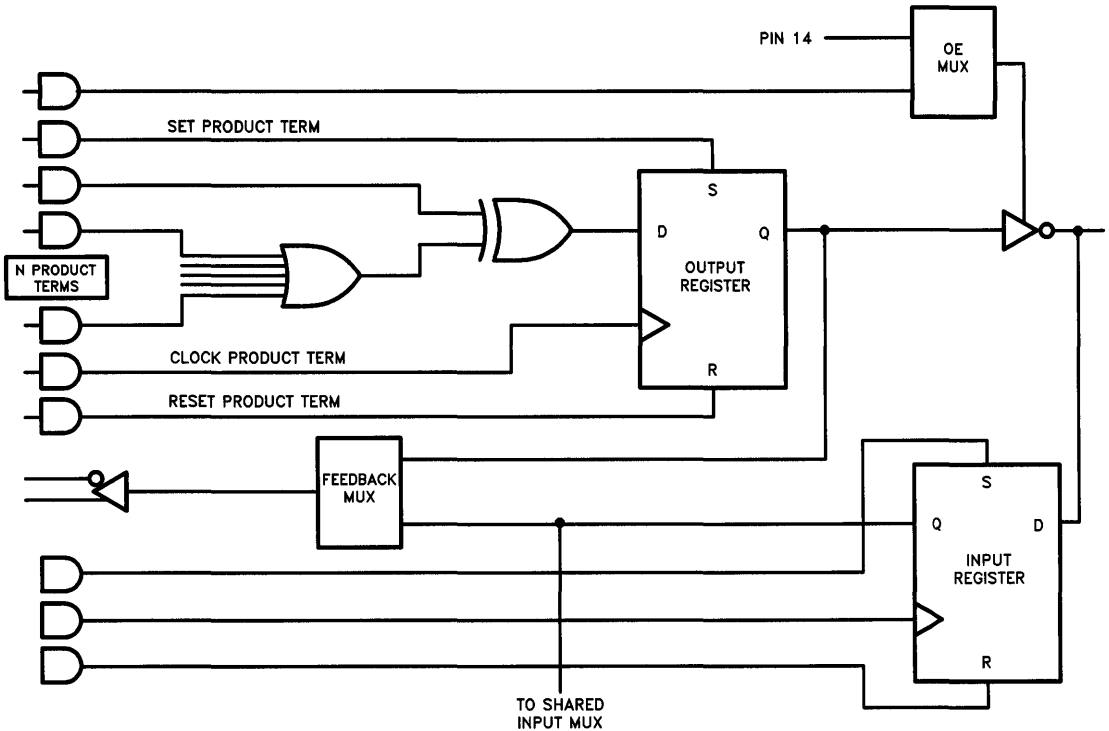 PIN 14
OE
MUX
SET PRODUCT TERM
S
D
Q
OUTPUT
REGISTER
N PRODUCT
TERMS
CLOCK PRODUCT TERM
R
RESET PRODUCT TERM
FEEDBACK
MUX
S
Q
D
INPUT
REGISTER
R
TO SHARED
INPUT MUX